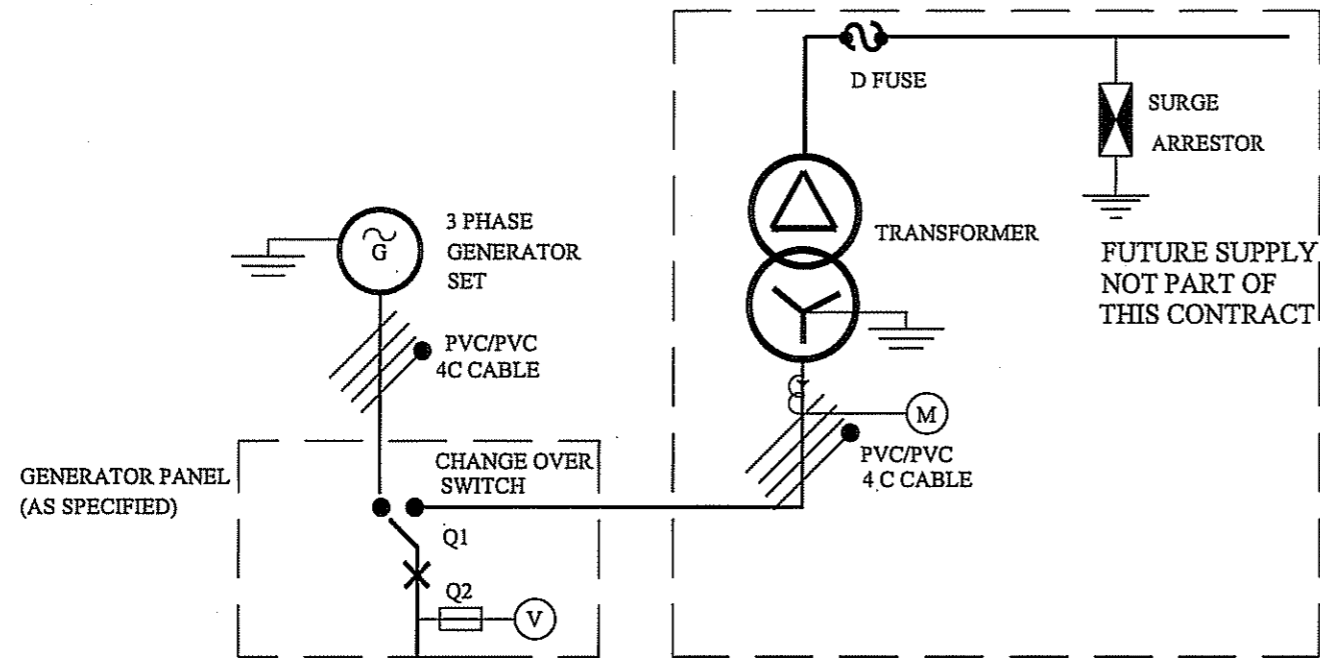 D FUSE
SURGE
ARRESTOR
3 PHASE
GENERATOR
SET
G
TRANSFORMER
FUTURE SUPPLY
NOT PART OF
THIS CONTRACT
PVC/PVC
4C CABLE
M
PVC/PVC
4 C CABLE
GENERATOR PANEL
(AS SPECIFIED)
CHANGE OVER
SWITCH
Q1
Q2
V